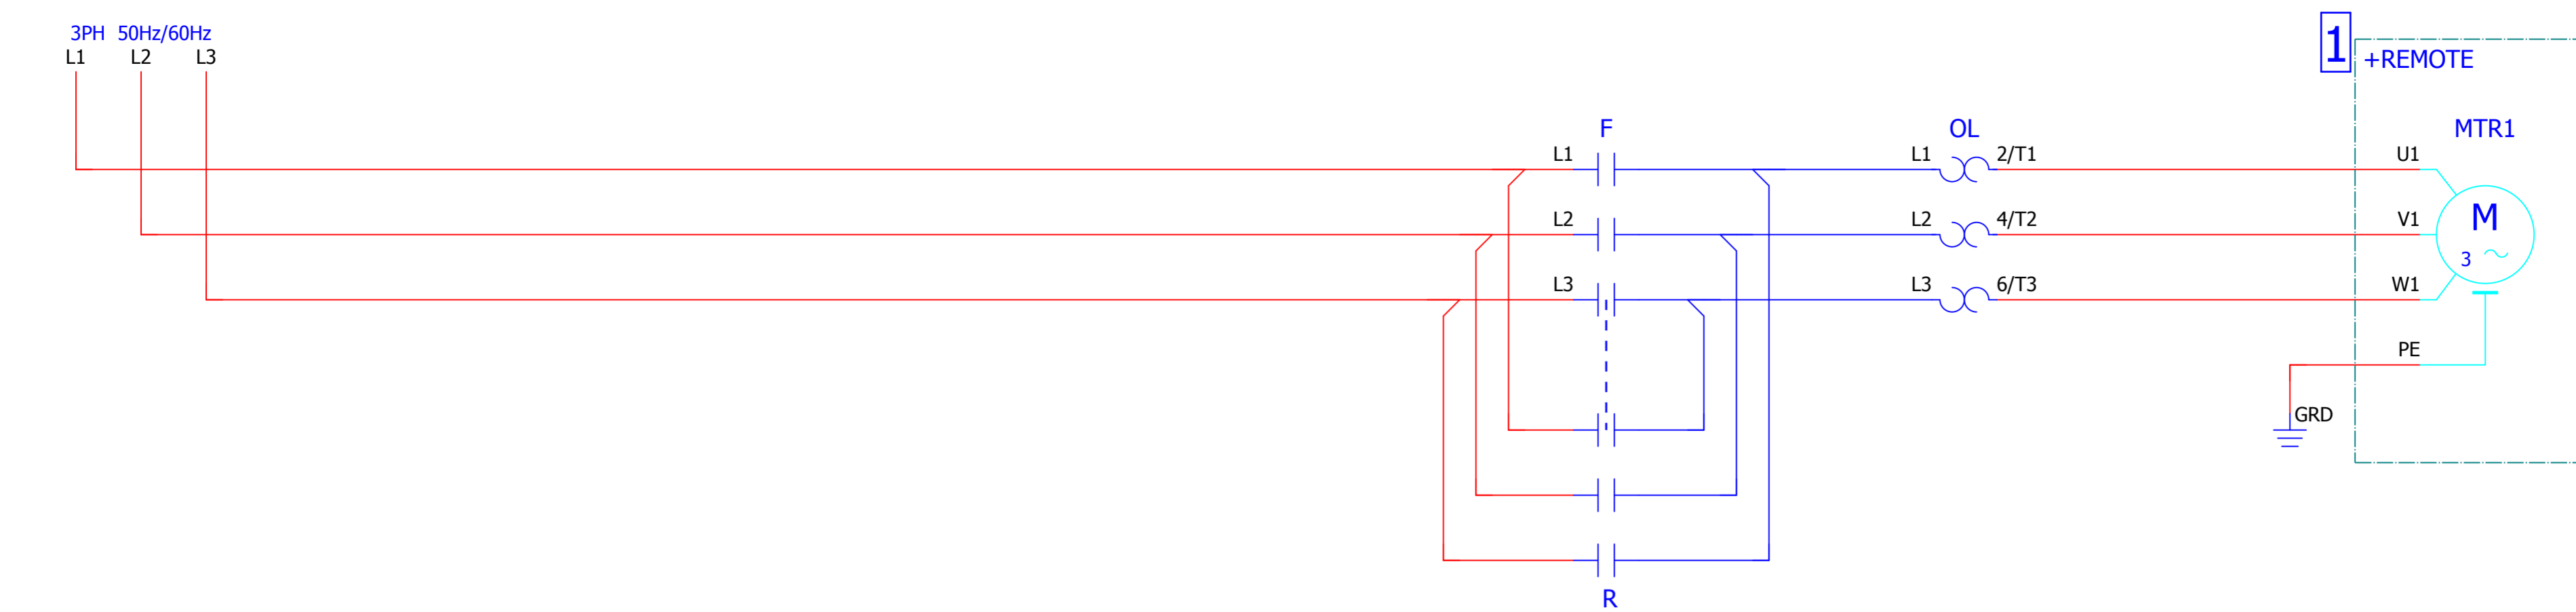 3PH 50Hz/60Hz
L1 L2 L3
1
+REMOTE
F OL MTR1
L1 L1 2/T1 U1
L2 L2 4/T2 V1
M
3
L3 L3 6/T3 W1
PE
GRD
R